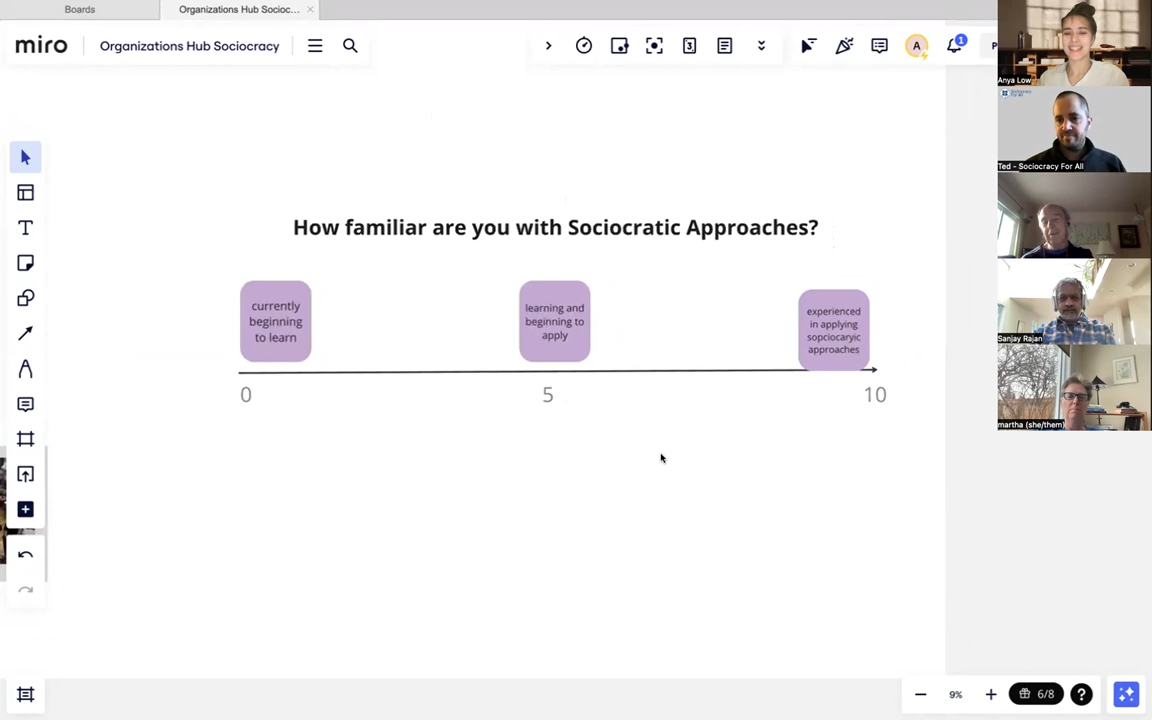 Boards
Organizations Hub Socioc...
miro
Organizations Hub Sociocracy
3
A
1
P
How familiar are you with Sociocratic Approaches?
currently
beginning
to learn
learning and
beginning to
apply
experienced
in applying
sopciocaryic
approaches
0
5
10
Anya Low
Ted - Sociocracy For All
Sanjay Rajan
martha (she/them)
9%
6/8
?